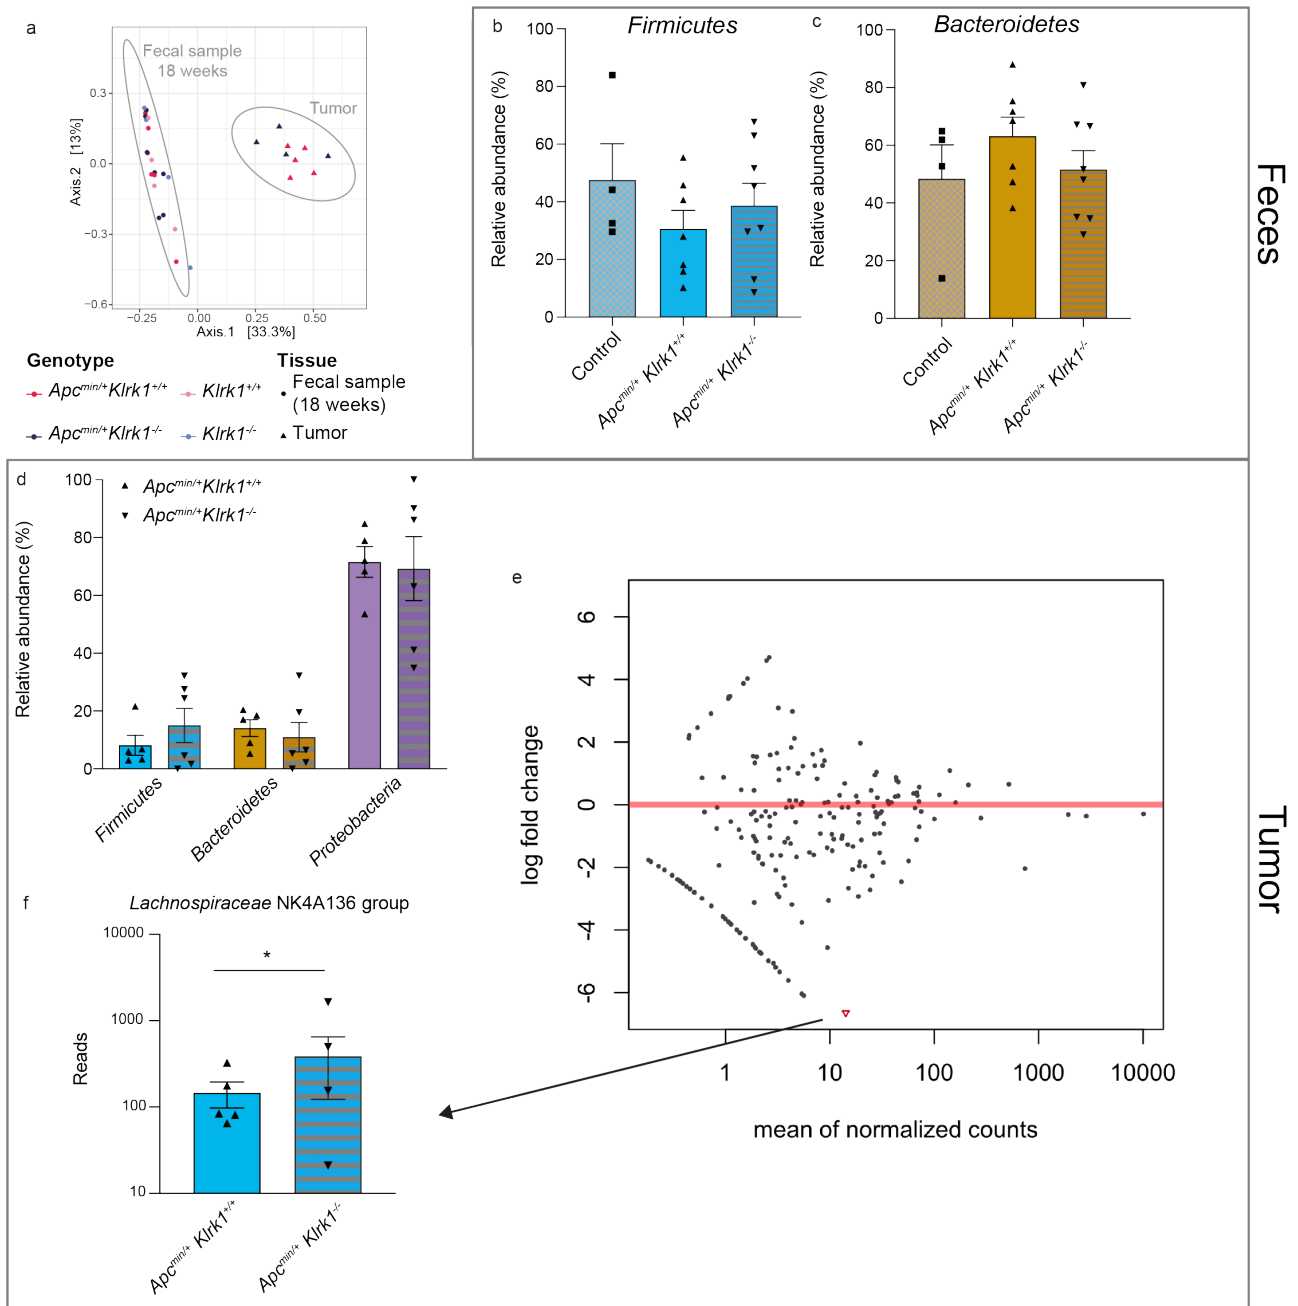 a
Fecal sample
18 weeks
Tumor
0.3
0.0
−0.3
−0.6
Axis.2 [13%]
−0.25
0.00
0.25
0.50
Axis.1 [33.3%]
Genotype
Tissue
Apcmin/+Klrk1+/+
Klrk1+/+
Fecal sample
(18 weeks)
Apcmin/+Klrk1-/-
Klrk1-/-
Tumor
b
Firmicutes
Relative abundance (%)
100
80
60
40
20
0
Control
Apcmin/+ Klrk1+/+
Apcmin/+ Klrk1-/-
c
Bacteroidetes
Relative abundance (%)
100
80
60
40
20
0
Control
Apcmin/+ Klrk1+/+
Apcmin/+ Klrk1-/-
Feces
d
Relative abundance (%)
100
80
60
40
20
0
Apcmin/+Klrk1+/+
Apcmin/+Klrk1-/-
Firmicutes
Bacteroidetes
Proteobacteria
e
log fold change
6
4
2
0
-2
-4
-6
1
10
100
1000
10000
mean of normalized counts
Tumor
f
Lachnospiraceae NK4A136 group
Reads
10000
1000
100
10
*
Apcmin/+ Klrk1+/+
Apcmin/+ Klrk1-/-